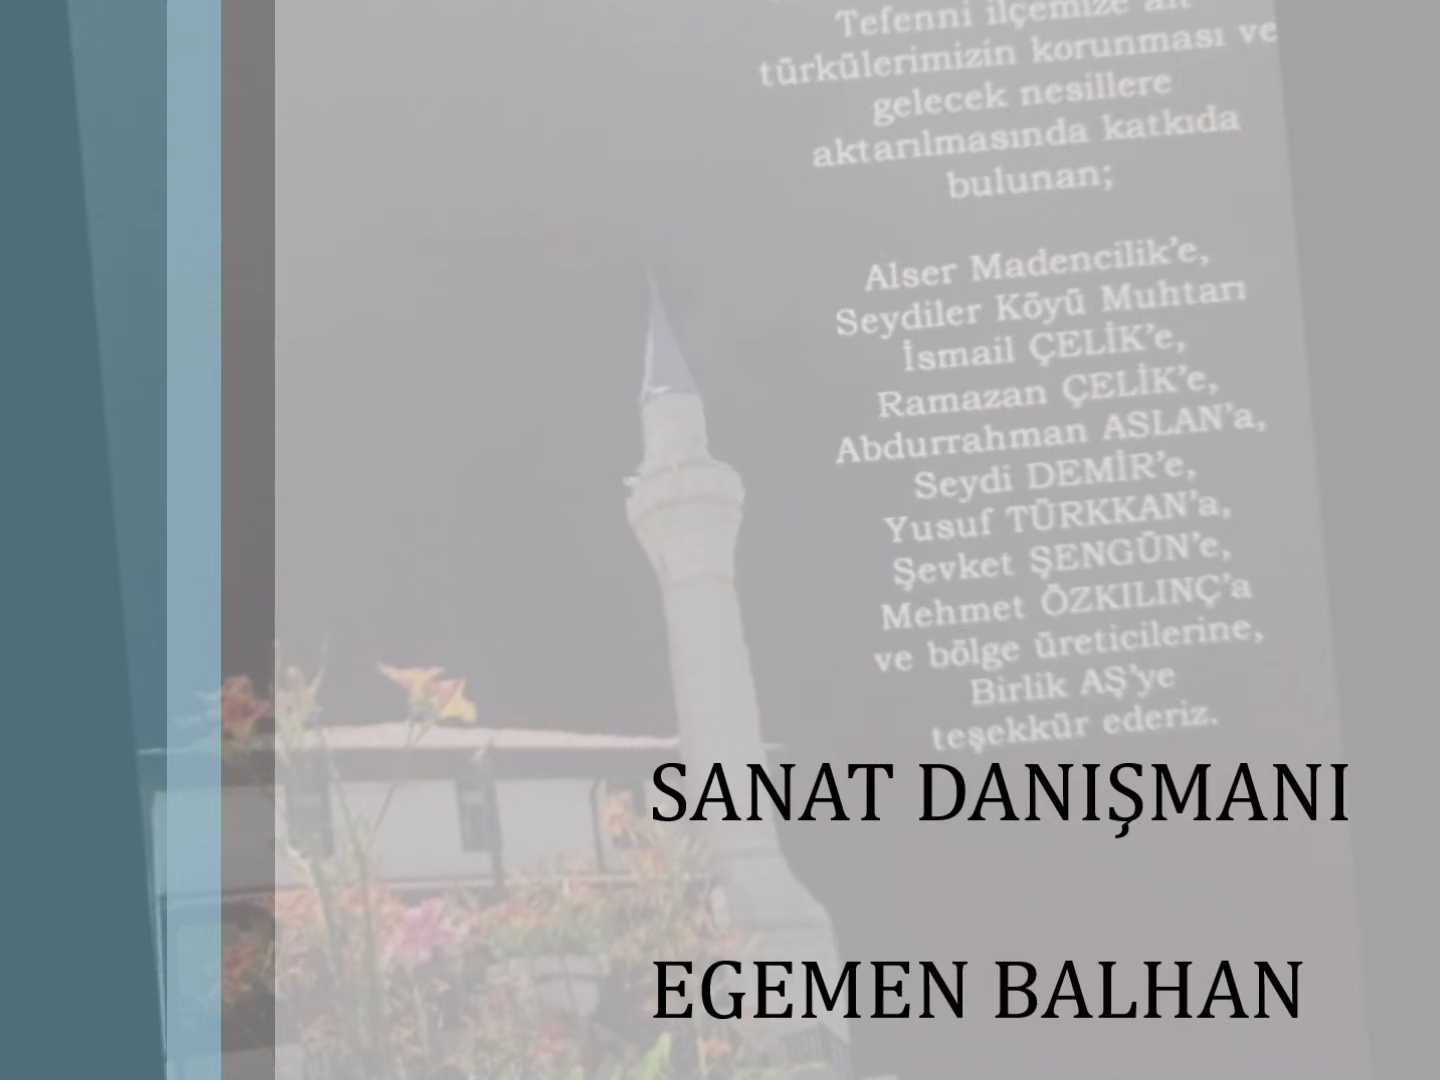 Tefenni ilçemize ait
türkülerimizin korunması ve
gelecek nesillere
aktarılmasında katkıda
bulunan;
Alser Madencilik'e,
Seydiler Köyü Muhtarı
İsmail ÇELİK'e,
Ramazan ÇELİK'e,
Abdurrahman ASLAN'a,
Seydi DEMİR'e,
Yusuf TÜRKKAN'a,
Şevket ŞENGÜN'e,
Mehmet ÖZKILINÇ'a
ve bölge üreticilerine,
Birlik AŞ'ye
teşekkür ederiz.
SANAT DANIŞMANI
EGEMEN BALHAN